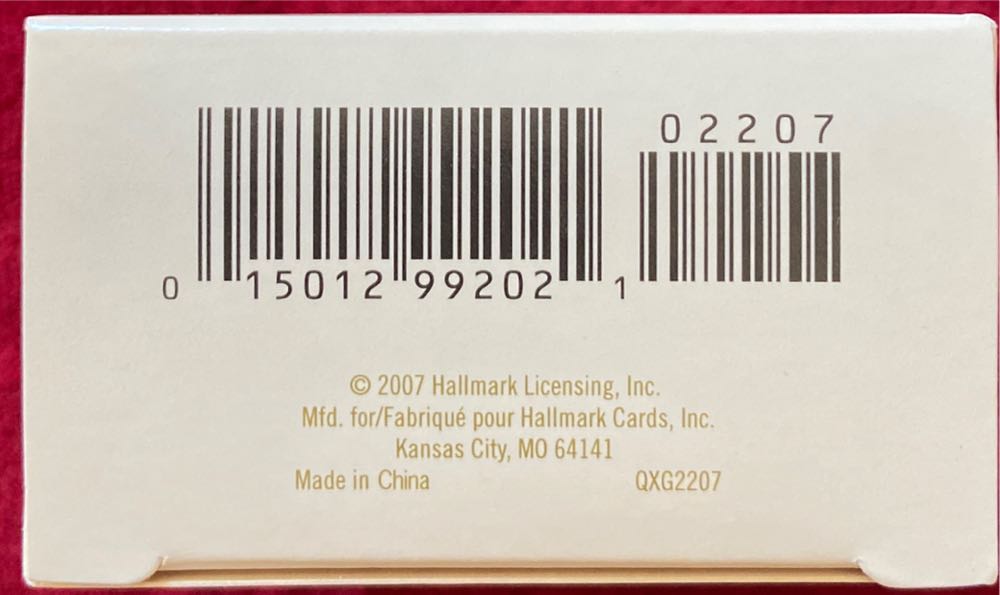 02207
0 15012 99202 1
© 2007 Hallmark Licensing, Inc.
Mfd. for/Fabriqué pour Hallmark Cards, Inc.
Kansas City, MO 64141
Made in China QXG2207